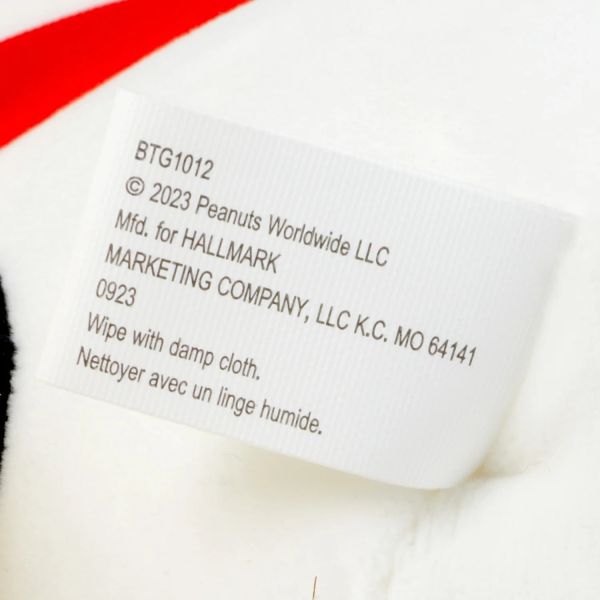 BTG1012
© 2023 Peanuts Worldwide LLC
Mfd. for HALLMARK
MARKETING COMPANY, LLC K.C. MO 64141
0923
Wipe with damp cloth.
Nettoyer avec un linge humide.